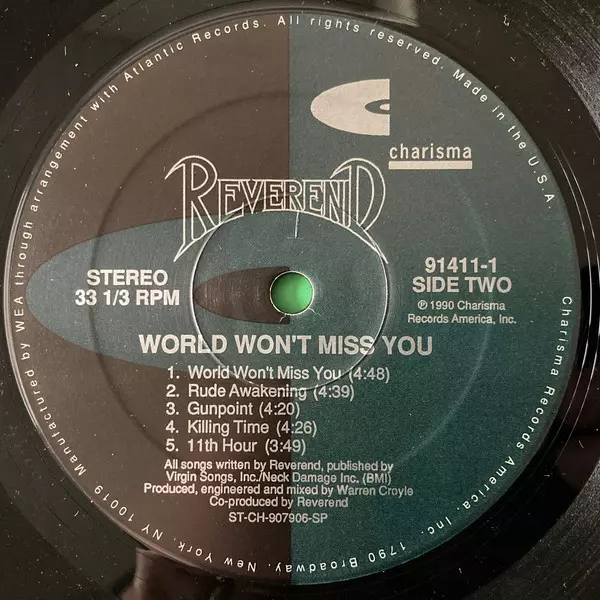 Manufactured by WEA through arrangement with Atlantic Records. All rights reserved. Made in the U.S.A.
charisma
REVEREND
STEREO
33 1/3 RPM
91411-1
SIDE TWO
℗ 1990 Charisma
Records America, Inc.
WORLD WON'T MISS YOU
1. World Won't Miss You (4:48)
2. Rude Awakening (4:39)
3. Gunpoint (4:20)
4. Killing Time (4:26)
5. 11th Hour (3:49)
All songs written by Reverend, published by
Virgin Songs, Inc./Neck Damage Inc. (BMI)
Produced, engineered and mixed by Warren Croyle
Co-produced by Reverend
ST-CH-907906-SP
Charisma Records America, Inc. 1790 Broadway, New York, NY 10019